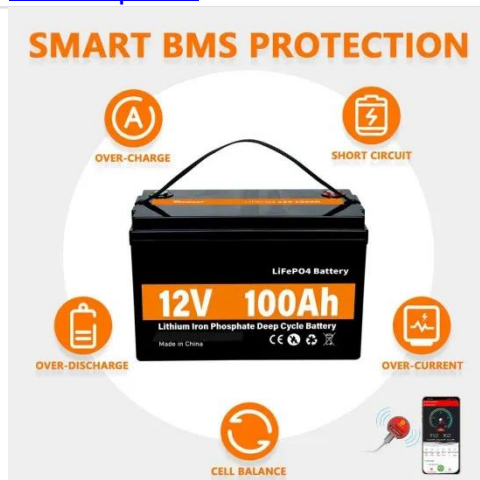 SMART BMS PROTECTION
OVER-CHARGE
SHORT CIRCUIT
LiFePO4 Battery
12V 100Ah
Lithium Iron Phosphate Deep Cycle Battery
Made in China
CE
OVER-DISCHARGE
OVER-CURRENT
CELL BALANCE